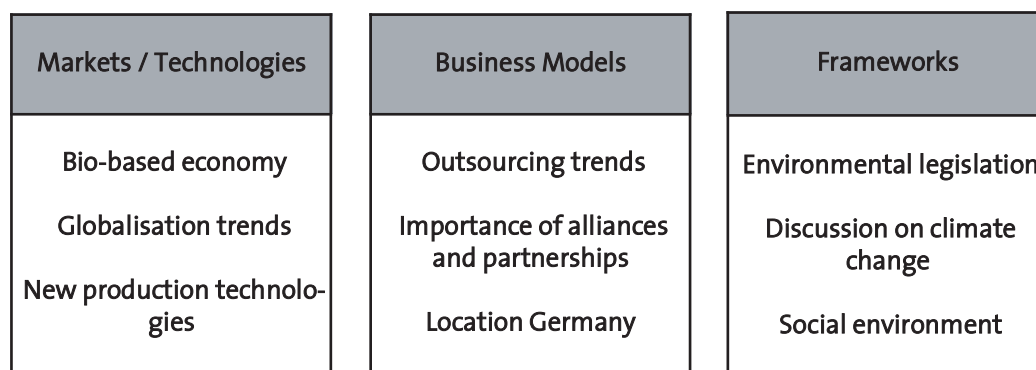 Markets / Technologies
Bio-based economy
Globalisation trends
New production technolo-
gies
Business Models
Outsourcing trends
Importance of alliances
and partnerships
Location Germany
Frameworks
Environmental legislation
Discussion on climate
change
Social environment